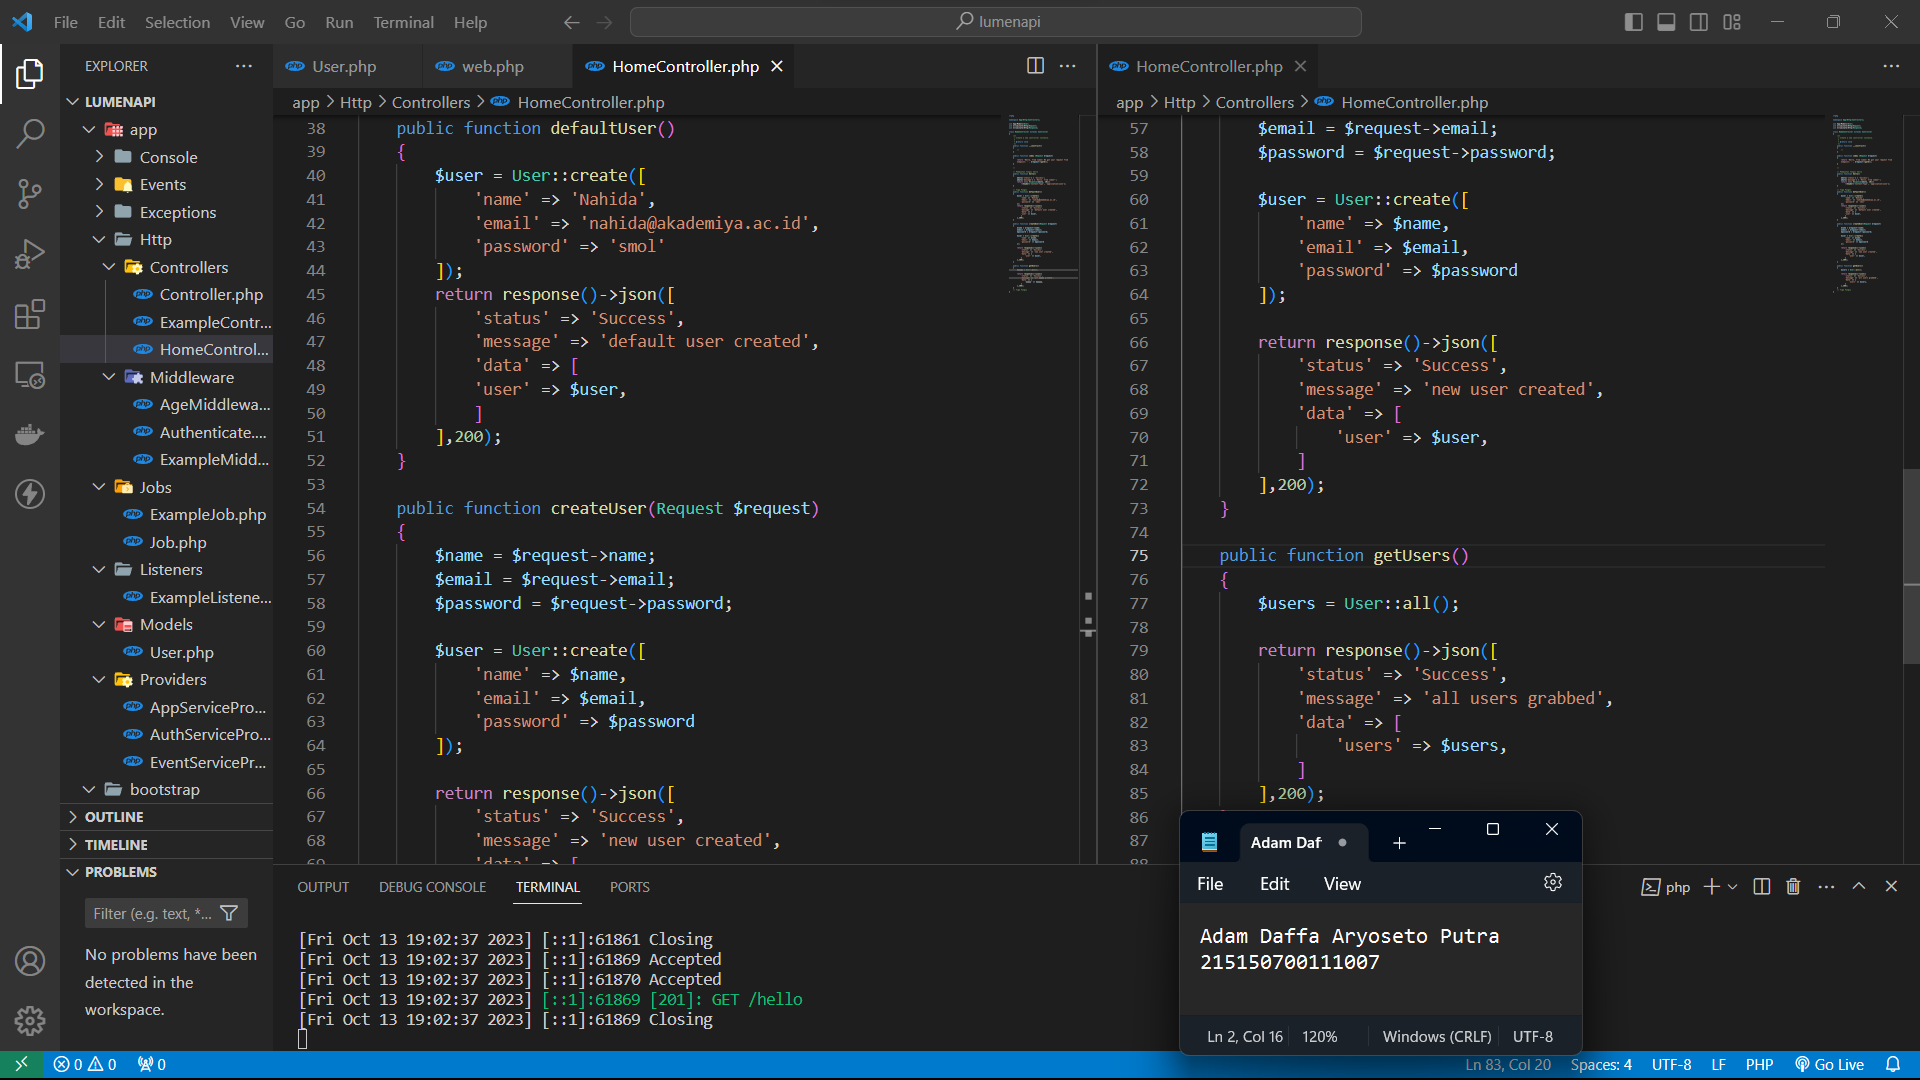 File Edit Selection View Go Run Terminal Help
lumenapi
EXPLORER
LUMENAPI
app
Console
Events
Exceptions
Http
Controllers
Controller.php
ExampleContr...
HomeControl...
Middleware
AgeMiddlewa...
Authenticate....
ExampleMidd...
Jobs
ExampleJob.php
Job.php
Listeners
ExampleListene...
Models
User.php
Providers
AppServicePro...
AuthServicePro...
EventServicePr...
bootstrap
OUTLINE
TIMELINE
PROBLEMS
Filter (e.g. text, *...
No problems have been
detected in the
workspace.
User.php web.php HomeController.php
app > Http > Controllers > HomeController.php
38 public function defaultUser()
39 {
40 $user = User::create([
41 'name' => 'Nahida',
42 'email' => 'nahida@akademiya.ac.id',
43 'password' => 'smol'
44 ]);
45 return response()->json([
46 'status' => 'Success',
47 'message' => 'default user created',
48 'data' => [
49 'user' => $user,
50 ]
51 ],200);
52 }
53
54 public function createUser(Request $request)
55 {
56 $name = $request->name;
57 $email = $request->email;
58 $password = $request->password;
59
60 $user = User::create([
61 'name' => $name,
62 'email' => $email,
63 'password' => $password
64 ]);
65
66 return response()->json([
67 'status' => 'Success',
68 'message' => 'new user created',
69 'data' => [
HomeController.php
app > Http > Controllers > HomeController.php
57 $email = $request->email;
58 $password = $request->password;
59
60 $user = User::create([
61 'name' => $name,
62 'email' => $email,
63 'password' => $password
64 ]);
65
66 return response()->json([
67 'status' => 'Success',
68 'message' => 'new user created',
69 'data' => [
70 'user' => $user,
71 ]
72 ],200);
73 }
74
75 public function getUsers()
76 {
77 $users = User::all();
78
79 return response()->json([
80 'status' => 'Success',
81 'message' => 'all users grabbed',
82 'data' => [
83 'users' => $users,
84 ]
85 ],200);
86
87
88
OUTPUT DEBUG CONSOLE TERMINAL PORTS
php
[Fri Oct 13 19:02:37 2023] [::1]:61861 Closing
[Fri Oct 13 19:02:37 2023] [::1]:61869 Accepted
[Fri Oct 13 19:02:37 2023] [::1]:61870 Accepted
[Fri Oct 13 19:02:37 2023] [::1]:61869 [201]: GET /hello
[Fri Oct 13 19:02:37 2023] [::1]:61869 Closing
Adam Daf
File Edit View
Adam Daffa Aryoseto Putra
215150700111007
Ln 2, Col 16 120% Windows (CRLF) UTF-8
0 0 0
Ln 83, Col 20 Spaces: 4 UTF-8 LF PHP Go Live